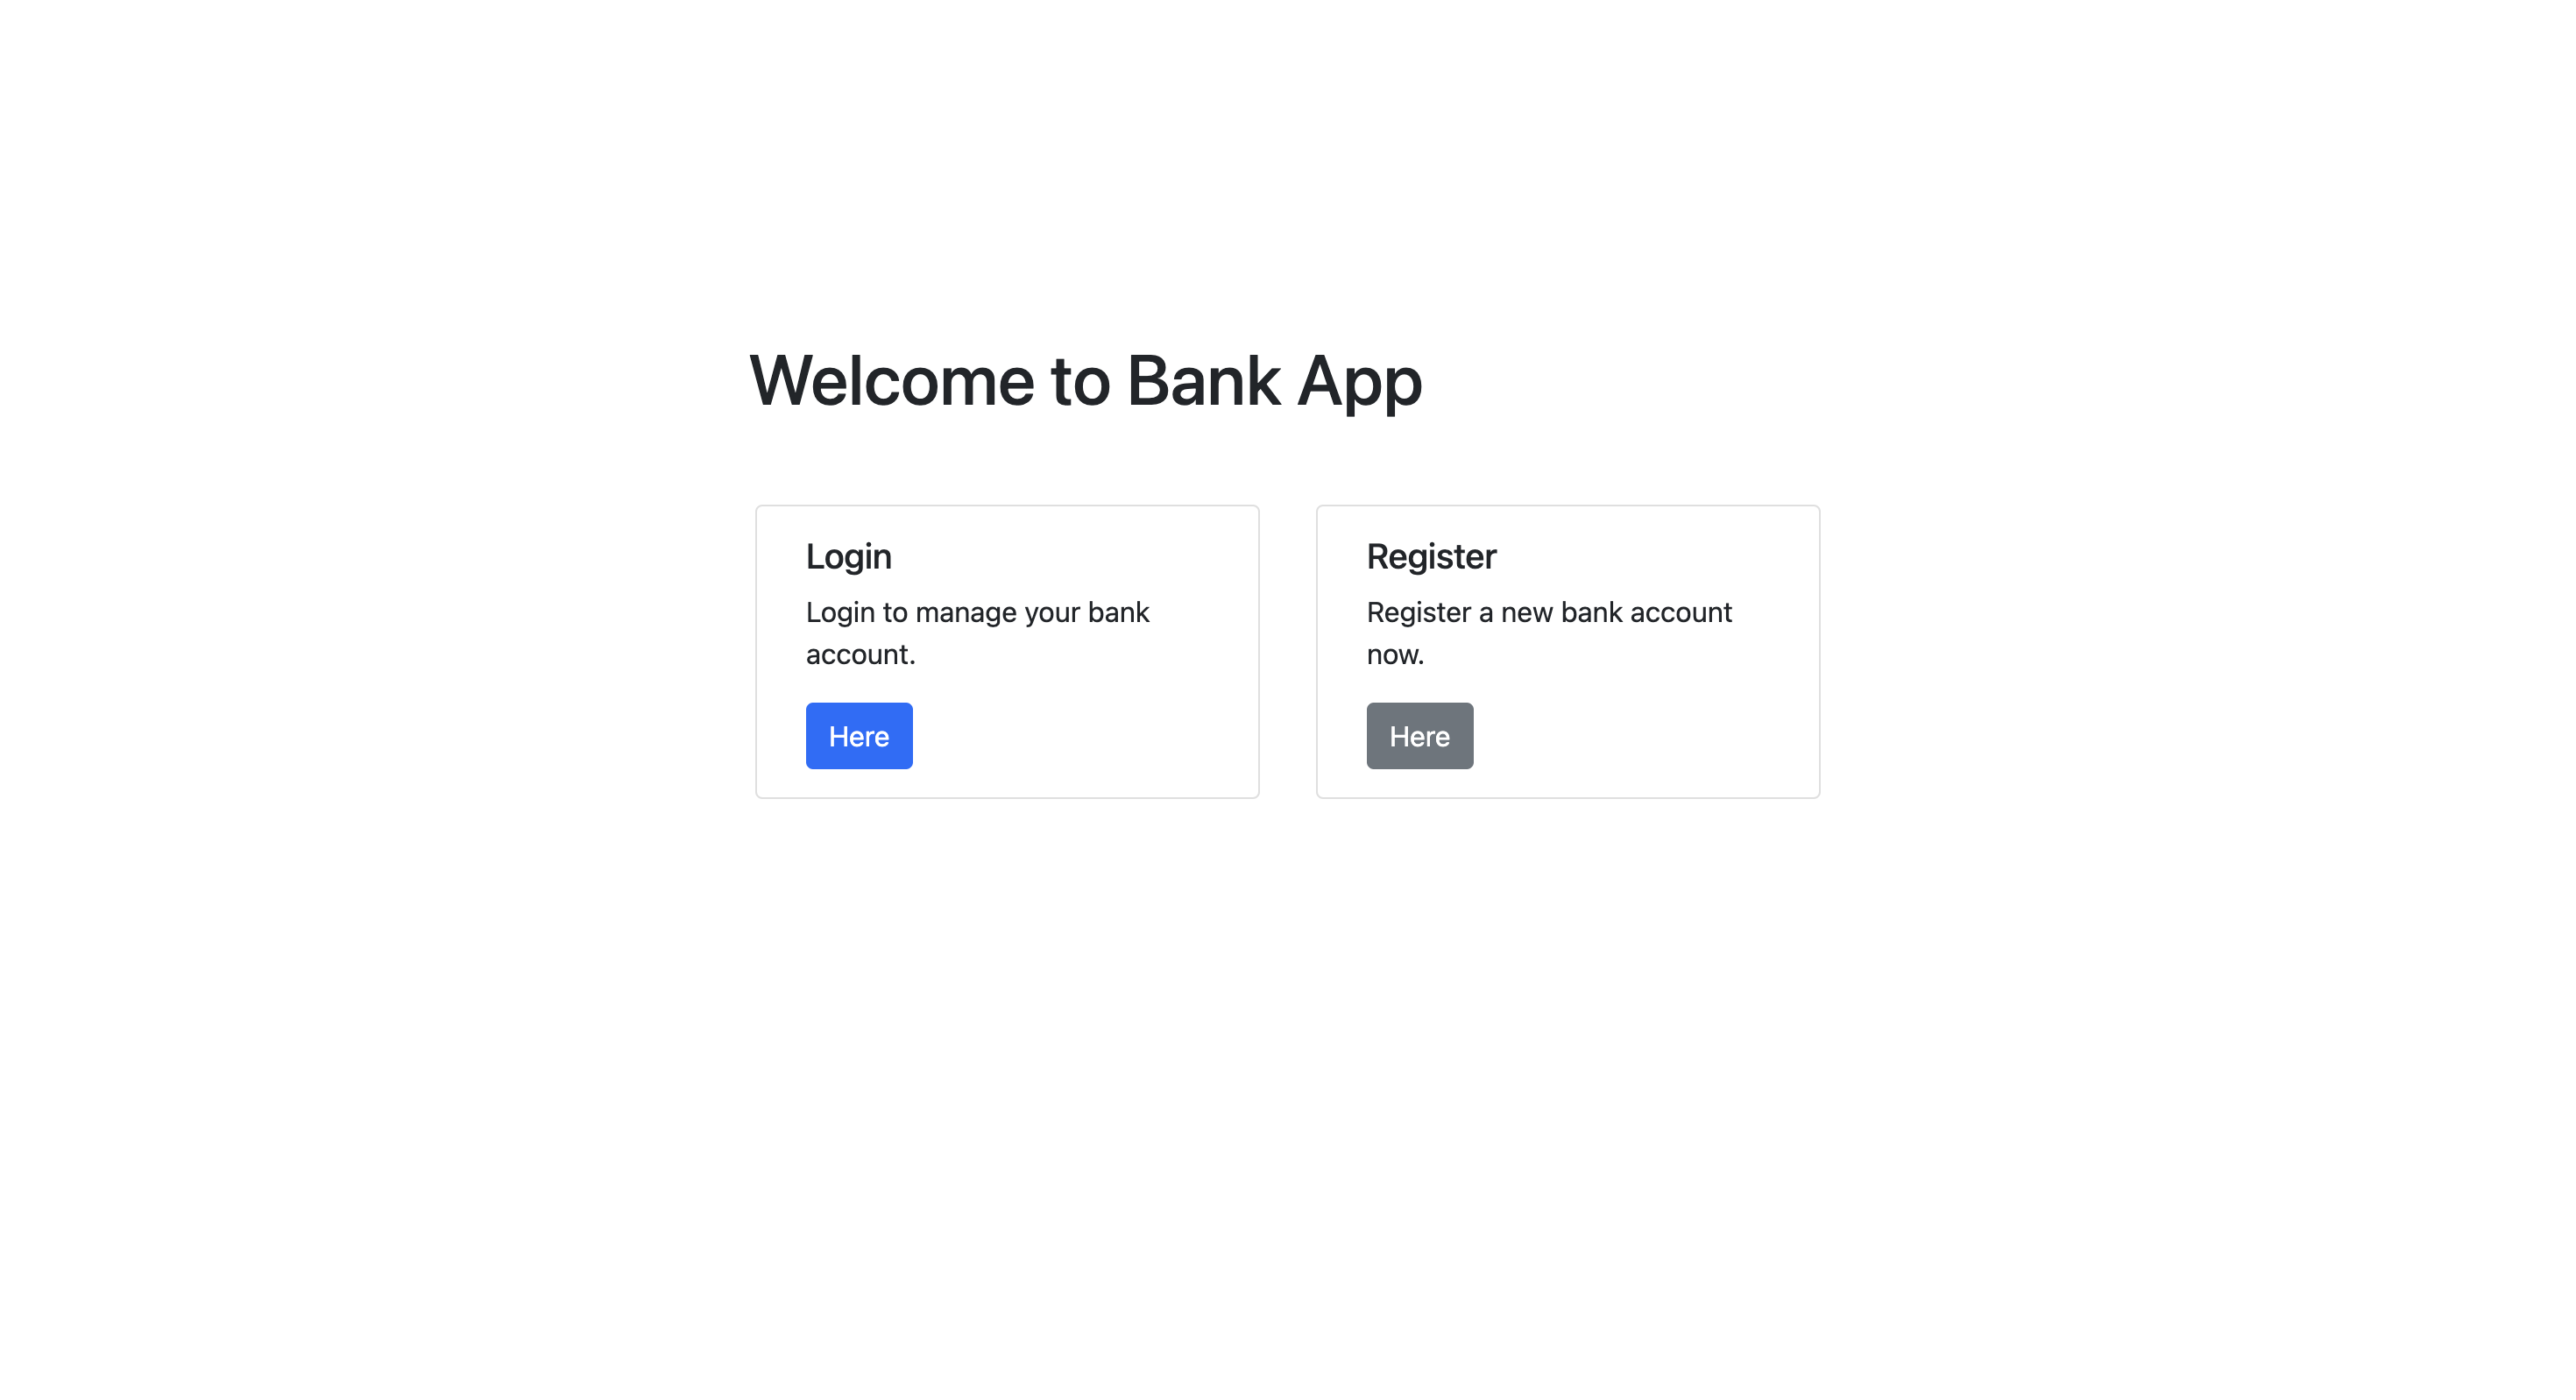 Welcome to Bank App
Login
Login to manage your bank
account.
Here
Register
Register a new bank account
now.
Here